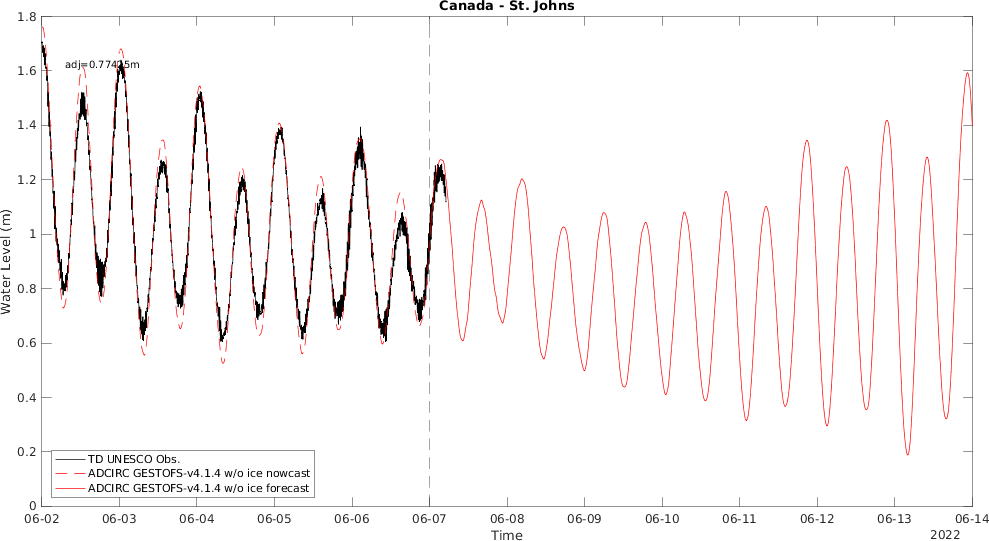 Canada - St. Johns
1.8
1.6
1.4
1.2
1
0.8
0.6
0.4
0.2
0
Water Level (m)
TD UNESCO Obs.
ADCIRC GESTOFS-v4.1.4 w/o ice nowcast
ADCIRC GESTOFS-v4.1.4 w/o ice forecast
06-02 06-03 06-04 06-05 06-06 06-07 06-08 06-09 06-10 06-11 06-12 06-13 06-14
Time
2022